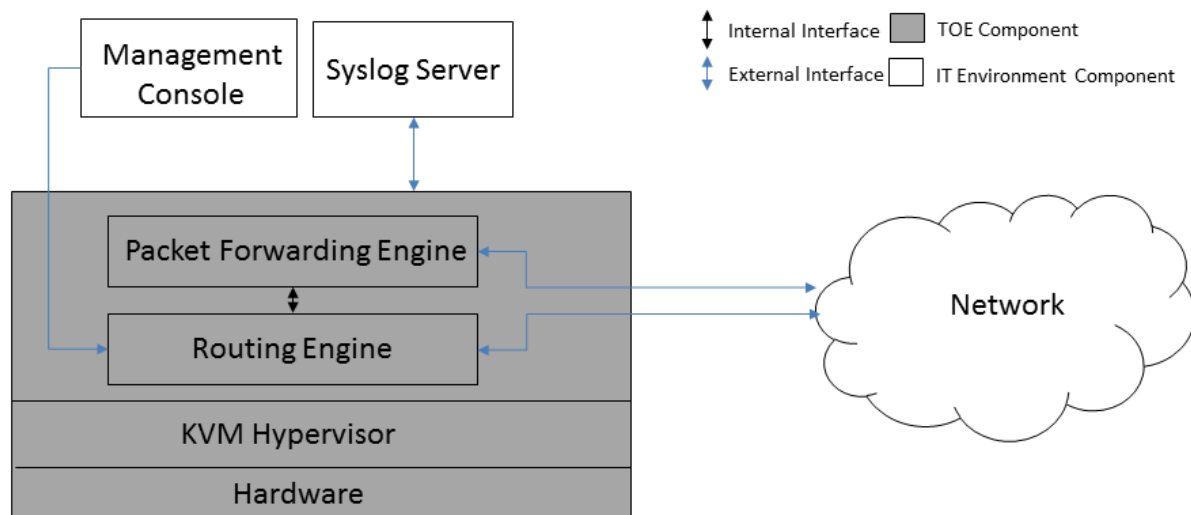 Management
Console
Syslog Server
Internal Interface
TOE Component
External Interface
IT Environment Component
Packet Forwarding Engine
Routing Engine
Network
KVM Hypervisor
Hardware